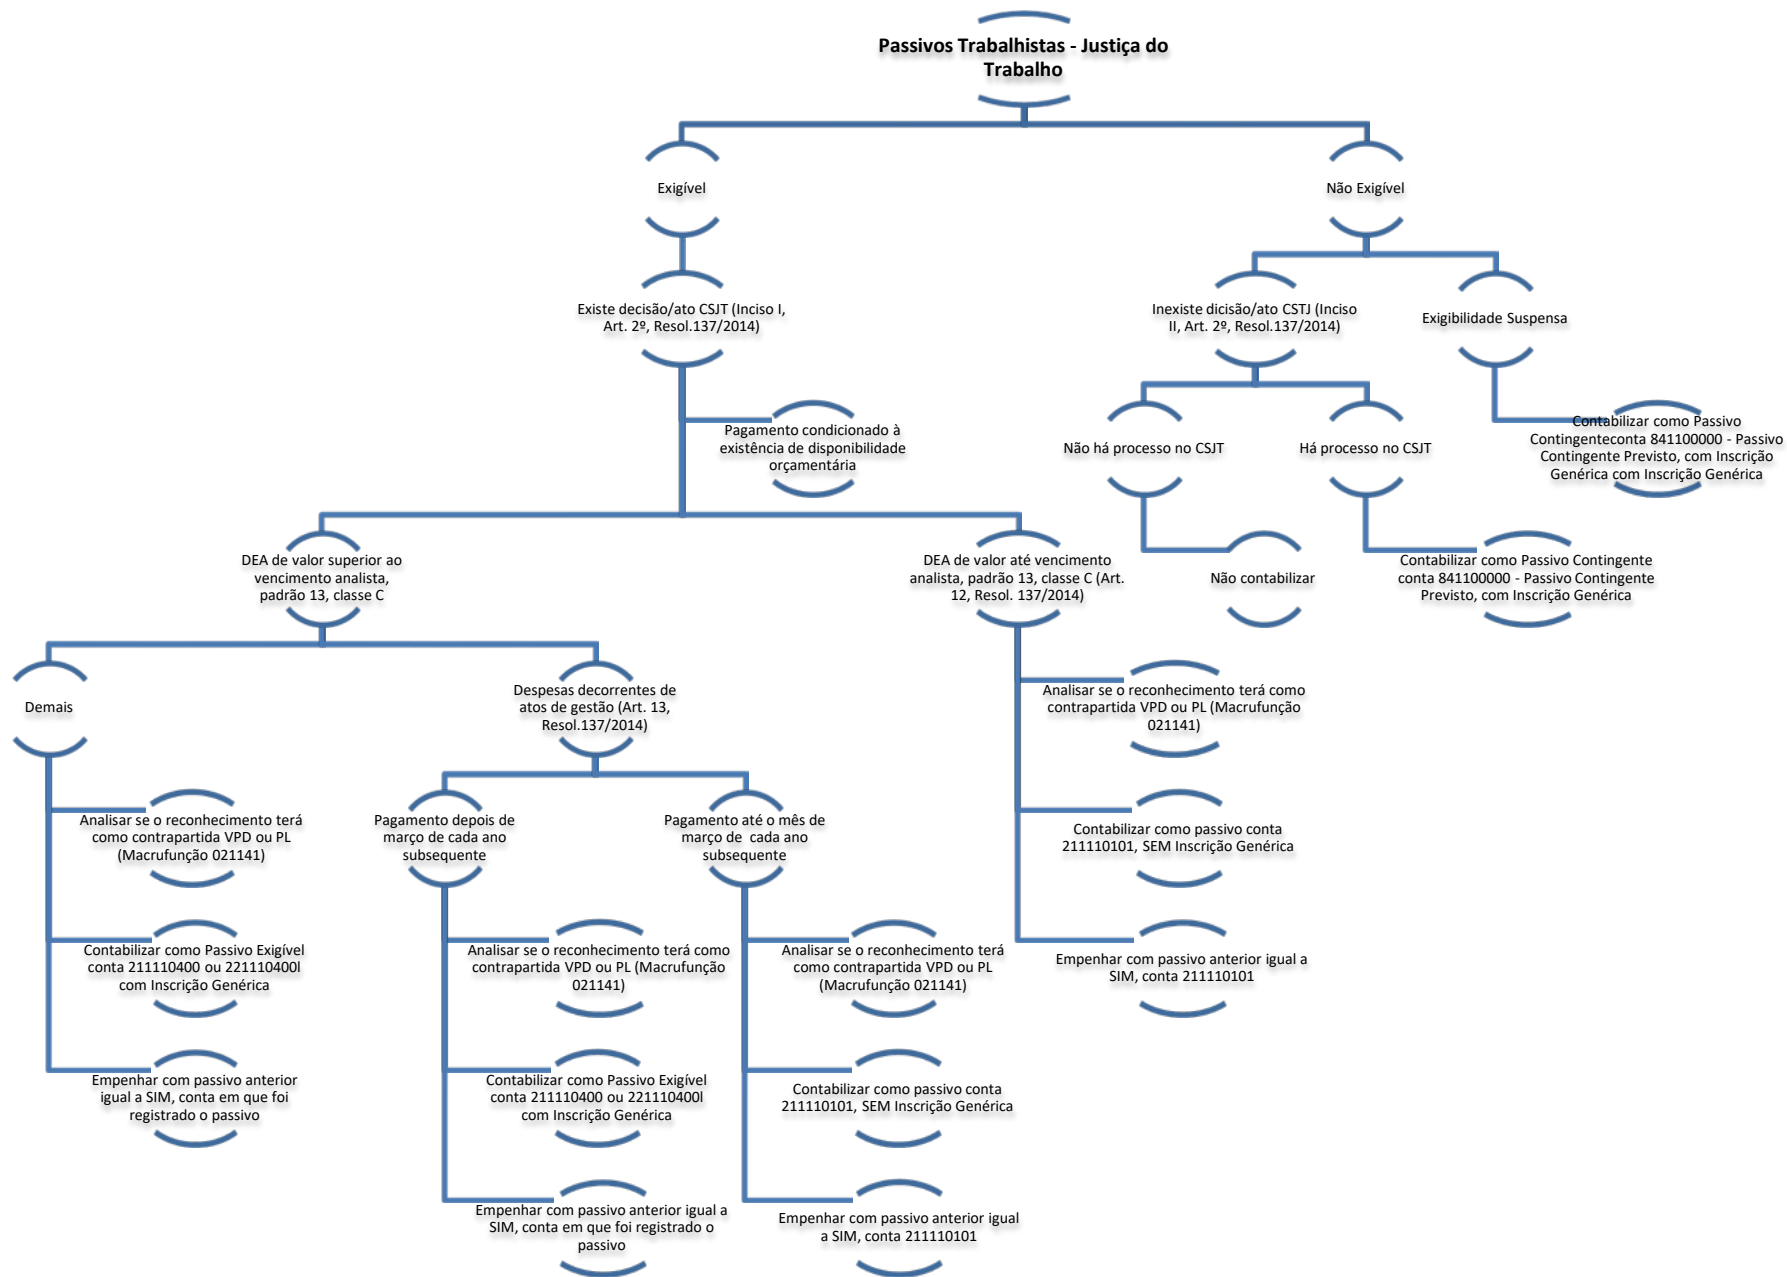 Passivos Trabalhistas - Justiça do
Trabalho
Exigível
Não Exigível
Existe decisão/ato CSJT (Inciso I,
Art. 2º, Resol.137/2014)
Inexiste dicisão/ato CSTJ (Inciso
II, Art. 2º, Resol.137/2014)
Exigibilidade Suspensa
Pagamento condicionado à
existência de disponibilidade
orçamentária
Não há processo no CSJT
Há processo no CSJT
Contabilizar como Passivo
Contingenteconta 841100000 - Passivo
Contingente Previsto, com Inscrição
Genérica com Inscrição Genérica
DEA de valor superior ao
vencimento analista,
padrão 13, classe C
DEA de valor até vencimento
analista, padrão 13, classe C (Art.
12, Resol. 137/2014)
Não contabilizar
Contabilizar como Passivo Contingente
conta 841100000 - Passivo Contingente
Previsto, com Inscrição Genérica
Demais
Despesas decorrentes de
atos de gestão (Art. 13,
Resol.137/2014)
Analisar se o reconhecimento terá como
contrapartida VPD ou PL (Macrufunção
021141)
Analisar se o reconhecimento terá
como contrapartida VPD ou PL
(Macrufunção 021141)
Pagamento depois de
março de cada ano
subsequente
Pagamento até o mês de
março de  cada ano
subsequente
Contabilizar como passivo conta
211110101, SEM Inscrição Genérica
Contabilizar como Passivo Exigível
conta 211110400 ou 221110400l
com Inscrição Genérica
Analisar se o reconhecimento terá como
contrapartida VPD ou PL (Macrufunção
021141)
Analisar se o reconhecimento terá
como contrapartida VPD ou PL
(Macrufunção 021141)
Empenhar com passivo anterior igual a
SIM, conta 211110101
Empenhar com passivo anterior
igual a SIM, conta em que foi
registrado o passivo
Contabilizar como Passivo Exigível
conta 211110400 ou 221110400l
com Inscrição Genérica
Contabilizar como passivo conta
211110101, SEM Inscrição Genérica
Empenhar com passivo anterior igual a
SIM, conta em que foi registrado o
passivo
Empenhar com passivo anterior igual
a SIM, conta 211110101